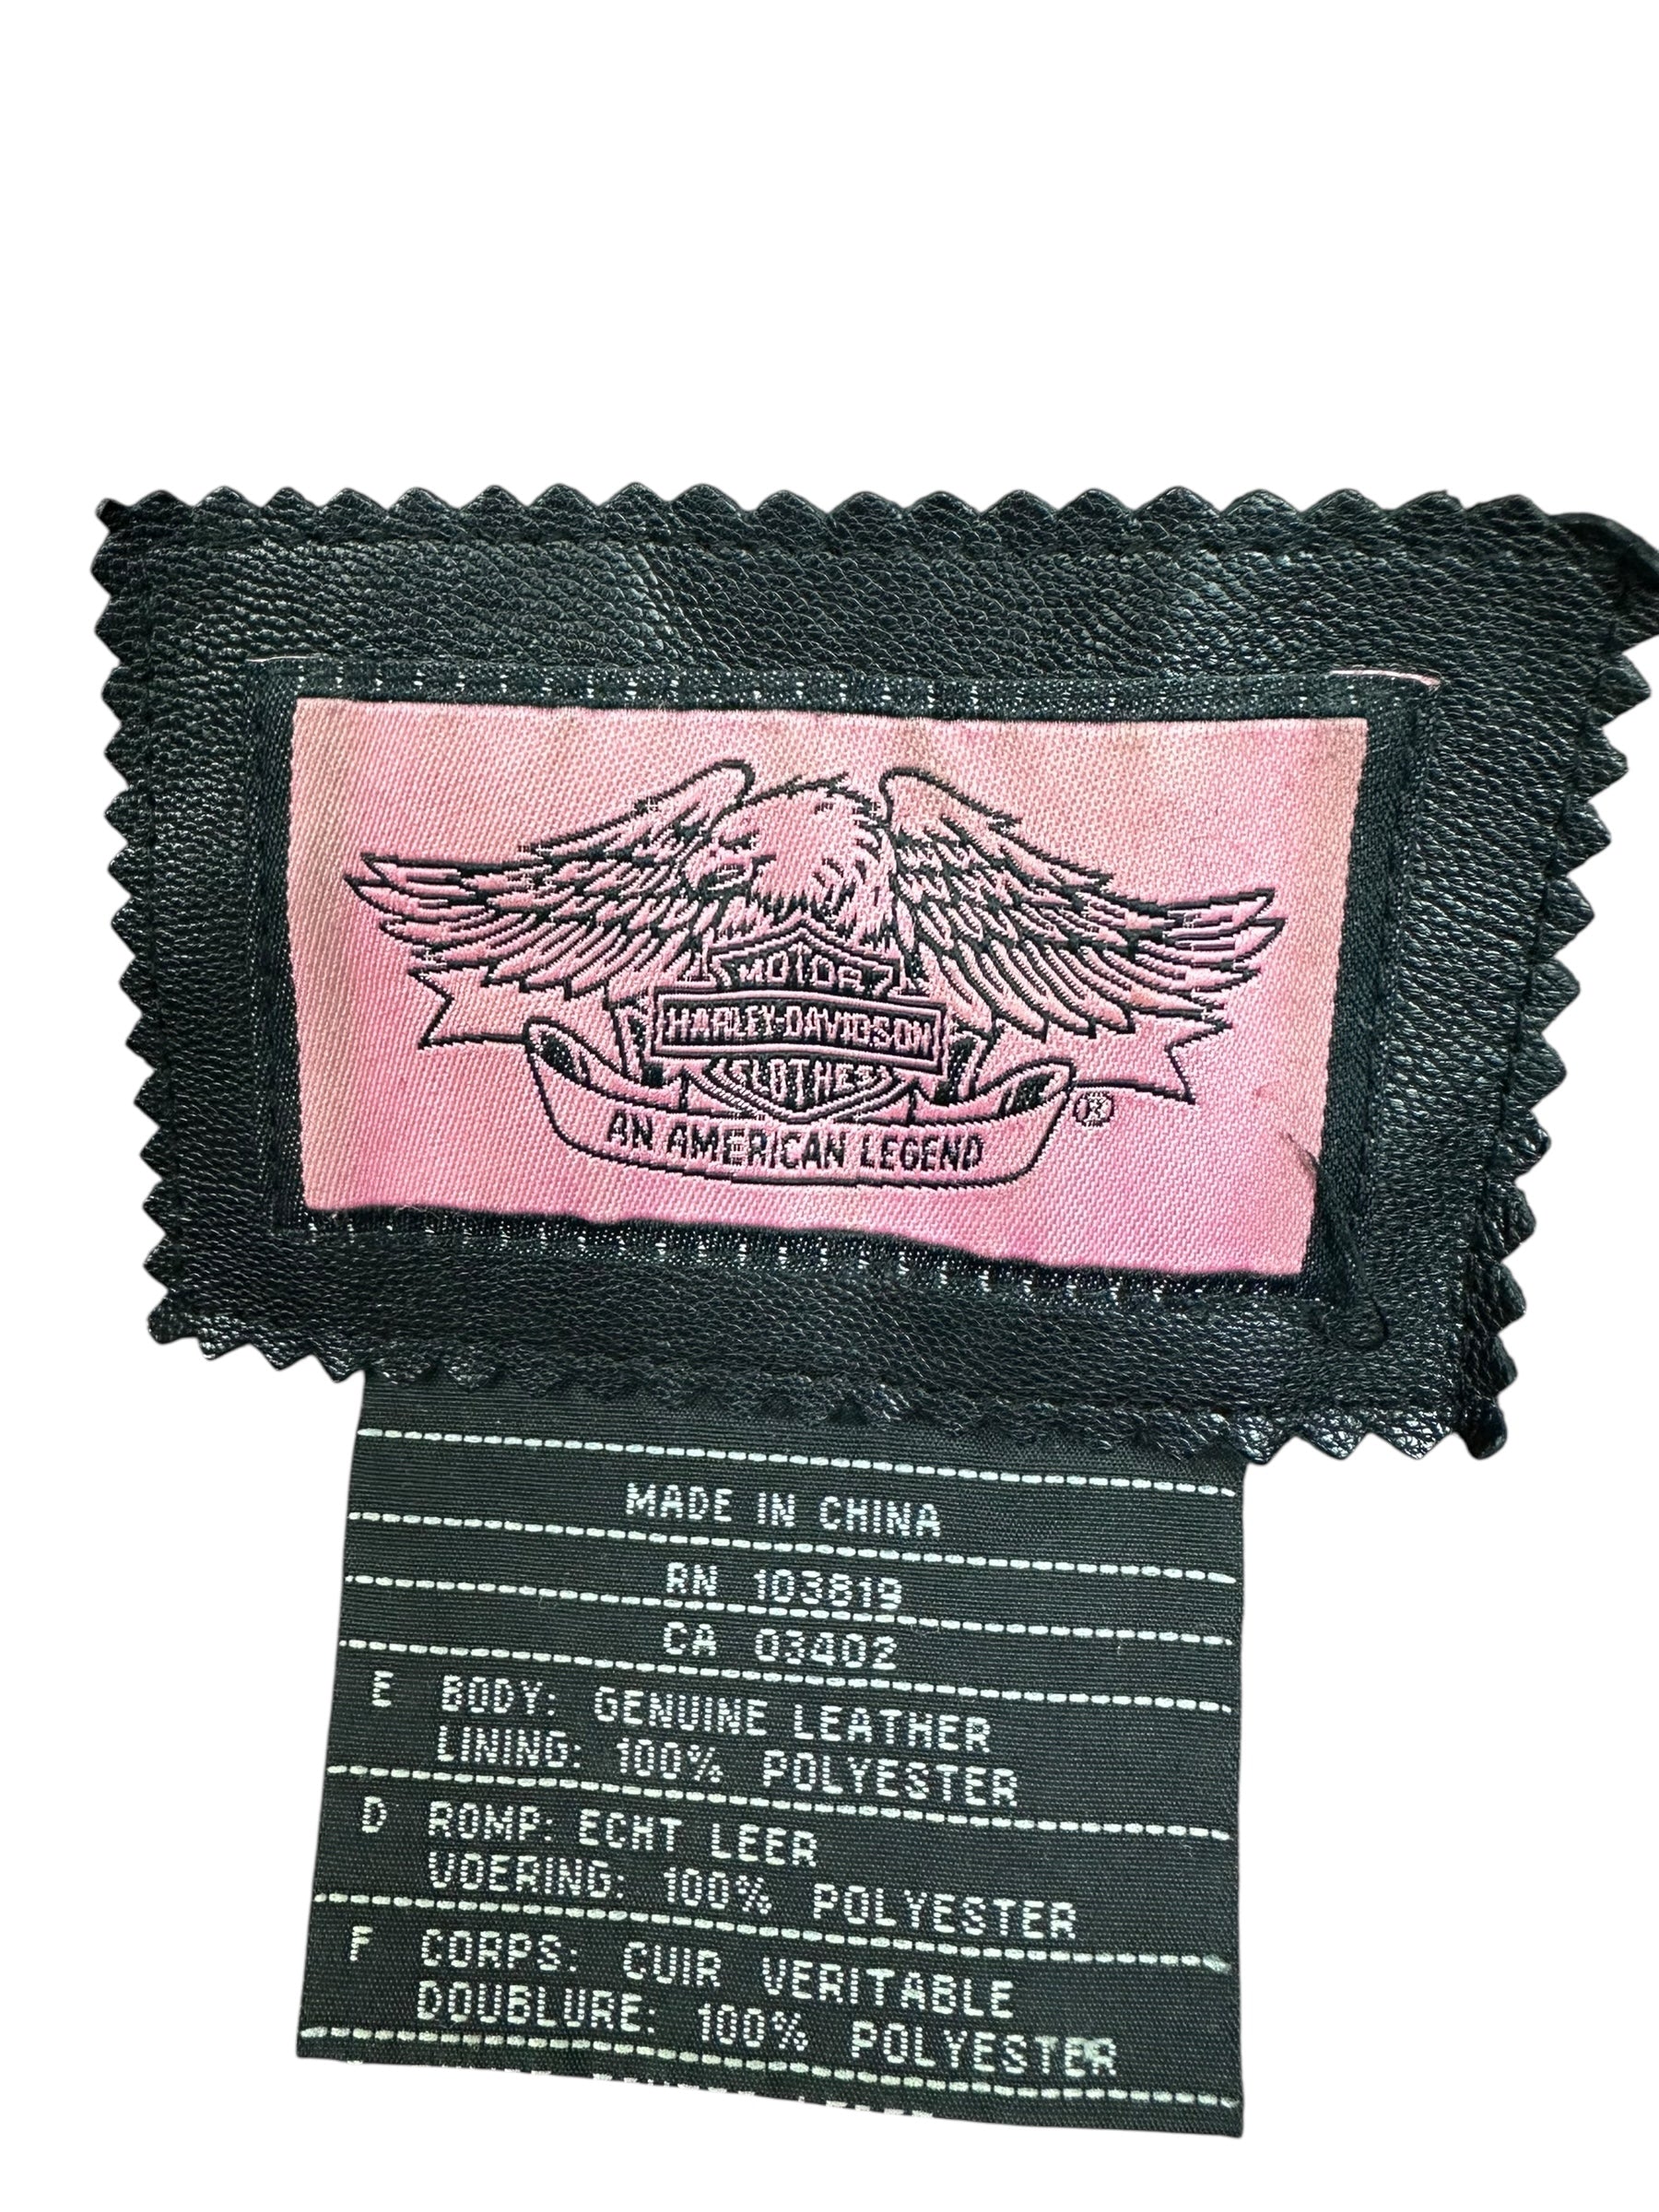 MOTOR
HARLEY-DAVIDSON
CLOTHES
®
AN AMERICAN LEGEND
MADE IN CHINA
RN 103819
CA 03402
E BODY: GENUINE LEATHER
LINING: 100% POLYESTER
D ROMP: ECHT LEER
VOERING: 100% POLYESTER
F CORPS: CUIR VERITABLE
DOUBLURE: 100% POLYESTER